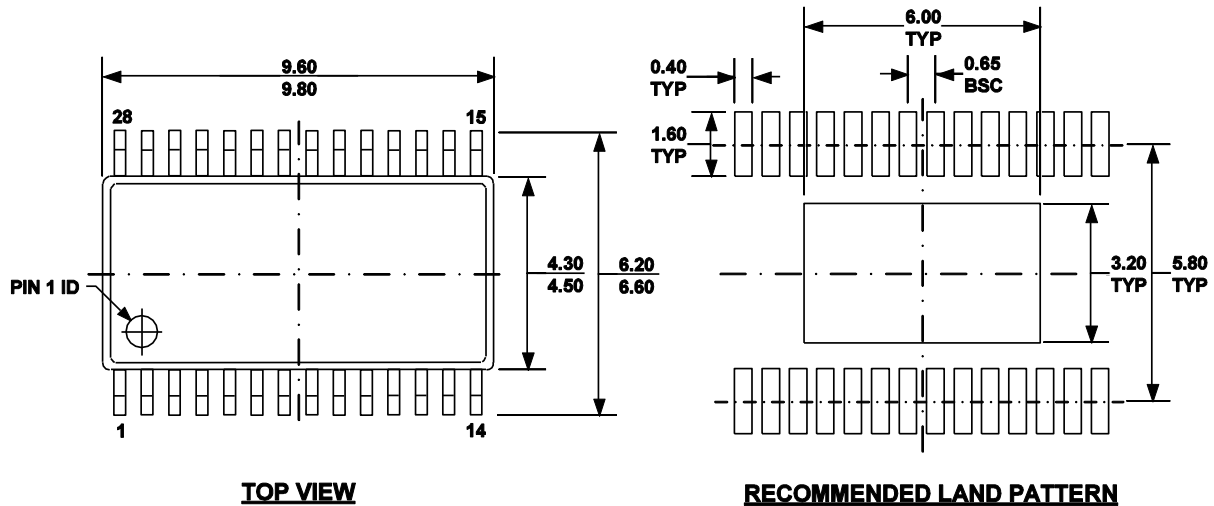 9.60
9.80
28
15
4.30
4.50
6.20
6.60
PIN 1 ID
1
14
TOP VIEW
6.00
TYP
0.40
TYP
0.65
BSC
1.60
TYP
3.20
TYP
5.80
TYP
RECOMMENDED LAND PATTERN